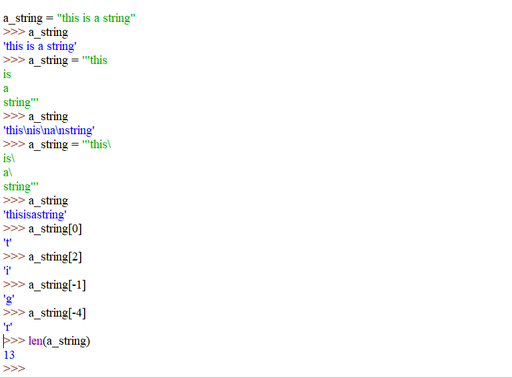 a_string = "this is a string"
>>> a_string
'this is a string'
>>> a_string = '''this
is
a
string'''
>>> a_string
'this\nis\na\nstring'
>>> a_string = '''this\
is\
a\
string'''
>>> a_string
'thisisastring'
>>> a_string[0]
't'
>>> a_string[2]
'i'
>>> a_string[-1]
'g'
>>> a_string[-4]
'r'
>>> len(a_string)
13
>>>